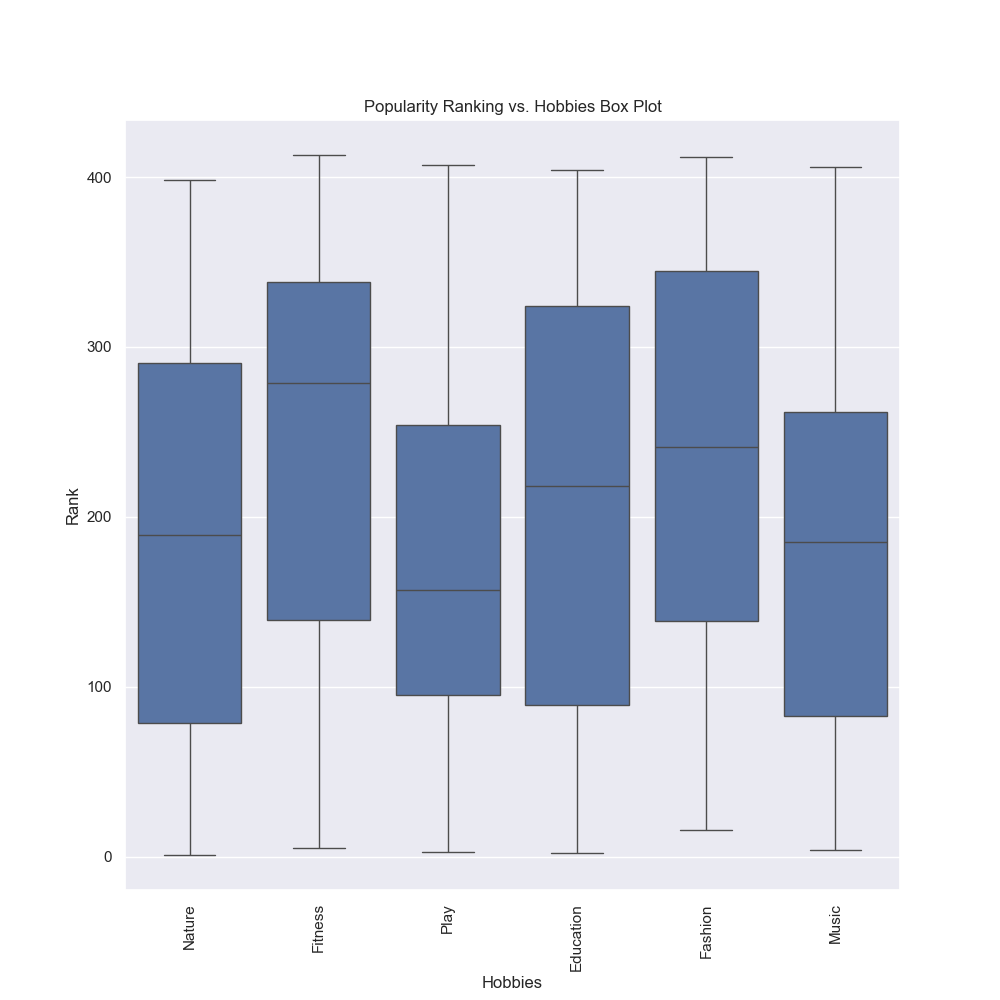 Popularity Ranking vs. Hobbies Box Plot
Rank
400
300
200
100
0
Nature
Fitness
Play
Education
Fashion
Music
Hobbies